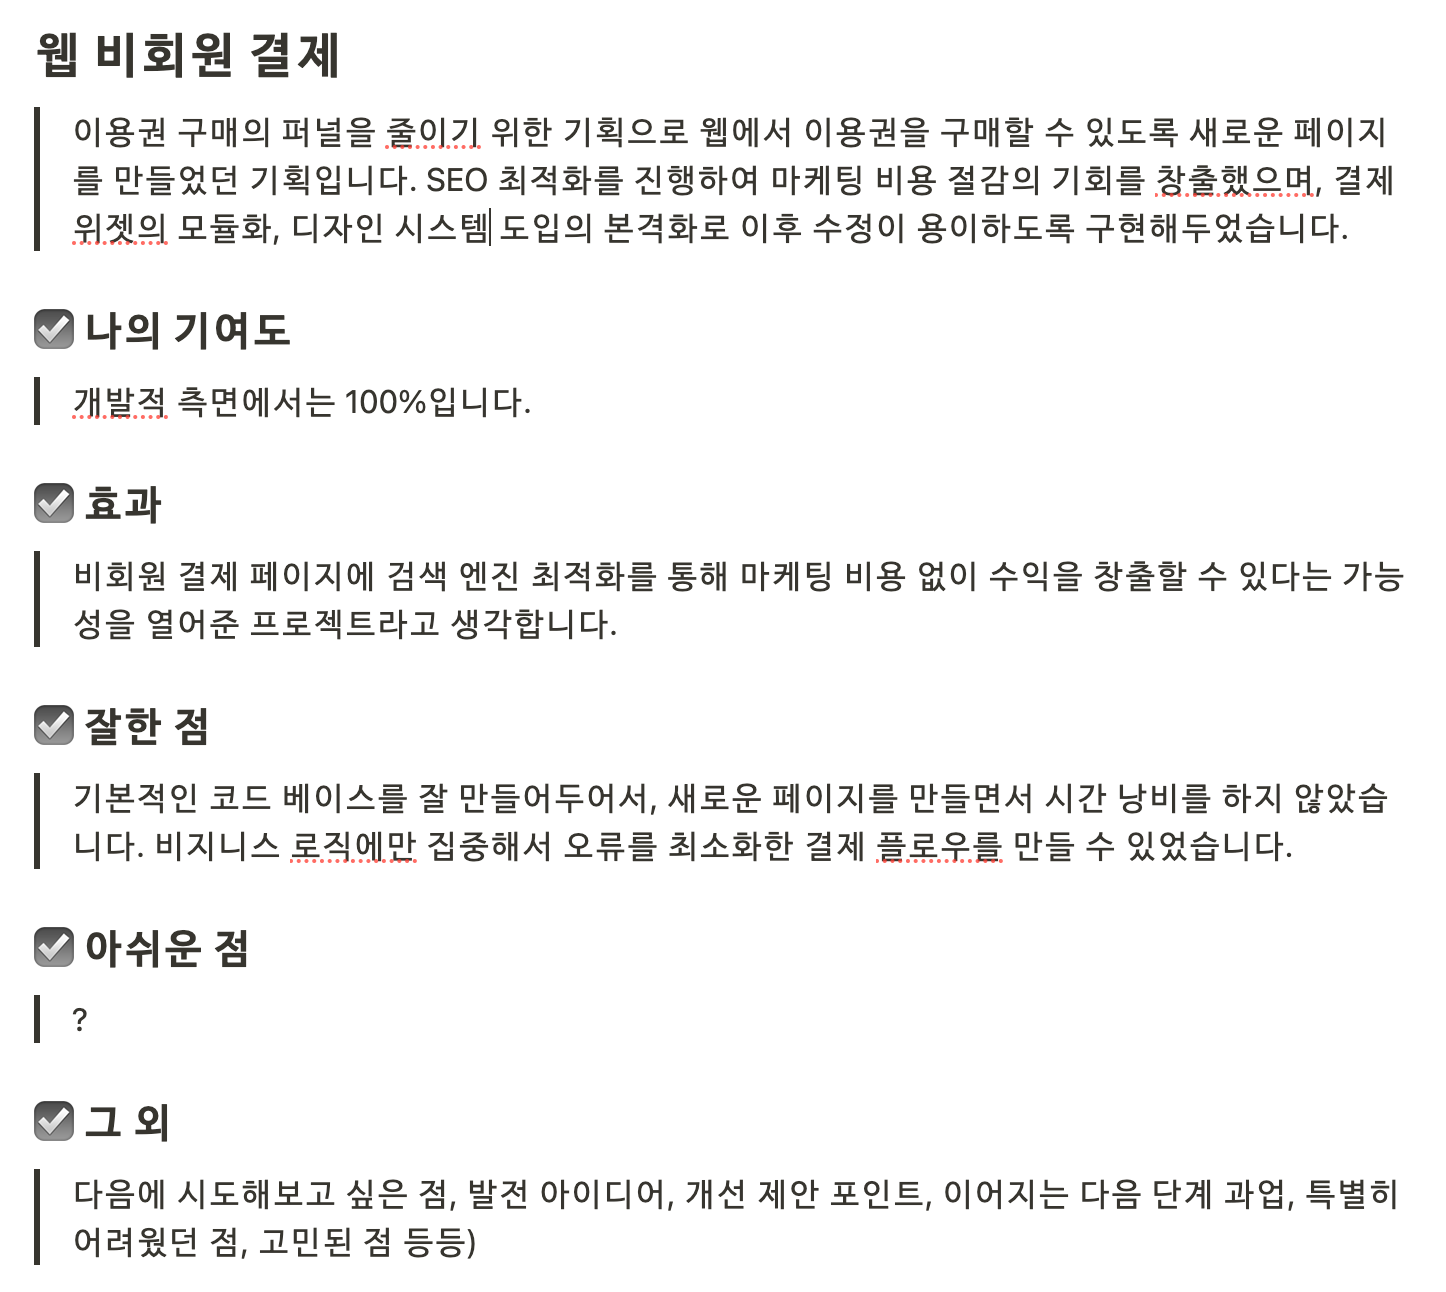 웹 비회원 결제
이용권 구매의 퍼널을 줄이기 위한 기획으로 웹에서 이용권을 구매할 수 있도록 새로운 페이지
를 만들었던 기획입니다. SEO 최적화를 진행하여 마케팅 비용 절감의 기회를 창출했으며, 결제
위젯의 모듈화, 디자인 시스템 도입의 본격화로 이후 수정이 용이하도록 구현해두었습니다.
나의 기여도
개발적 측면에서는 100%입니다.
효과
비회원 결제 페이지에 검색 엔진 최적화를 통해 마케팅 비용 없이 수익을 창출할 수 있다는 가능
성을 열어준 프로젝트라고 생각합니다.
잘한 점
기본적인 코드 베이스를 잘 만들어두어서, 새로운 페이지를 만들면서 시간 낭비를 하지 않았습
니다. 비지니스 로직에만 집중해서 오류를 최소화한 결제 플로우를 만들 수 있었습니다.
아쉬운 점
?
그 외
다음에 시도해보고 싶은 점, 발전 아이디어, 개선 제안 포인트, 이어지는 다음 단계 과업, 특별히
어려웠던 점, 고민된 점 등등)